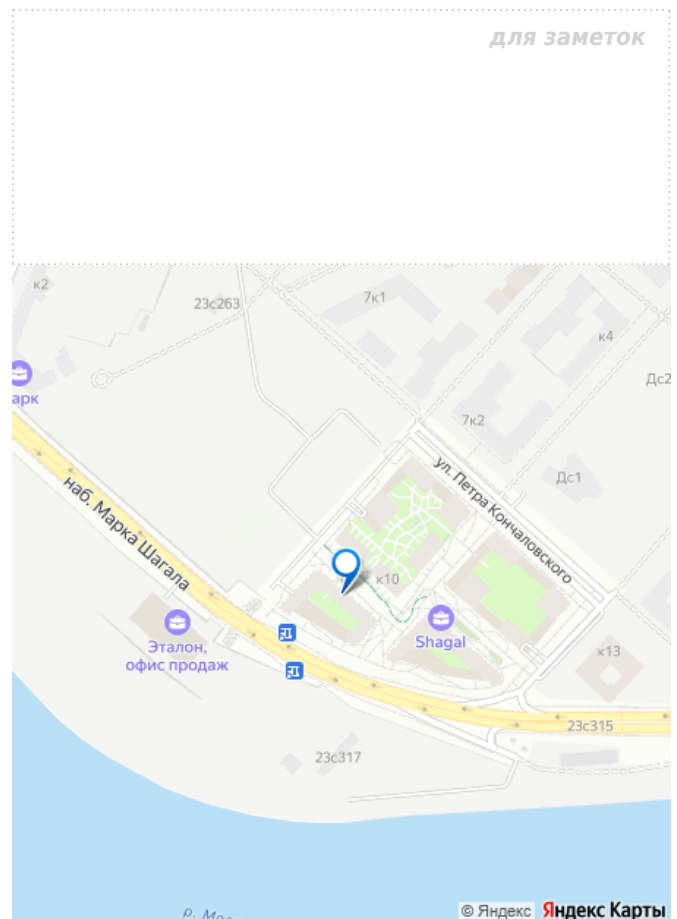 для заметок
к2
23с263
7к1
к4
арк
Дс2
7к2
ул. Петра Кончаловского
Дс1
наб. Марка Шагала
к10
Эталон,
офис продаж
Shagal
к13
23с315
23с317
р. Мос
© Яндекс Яндекс Карты